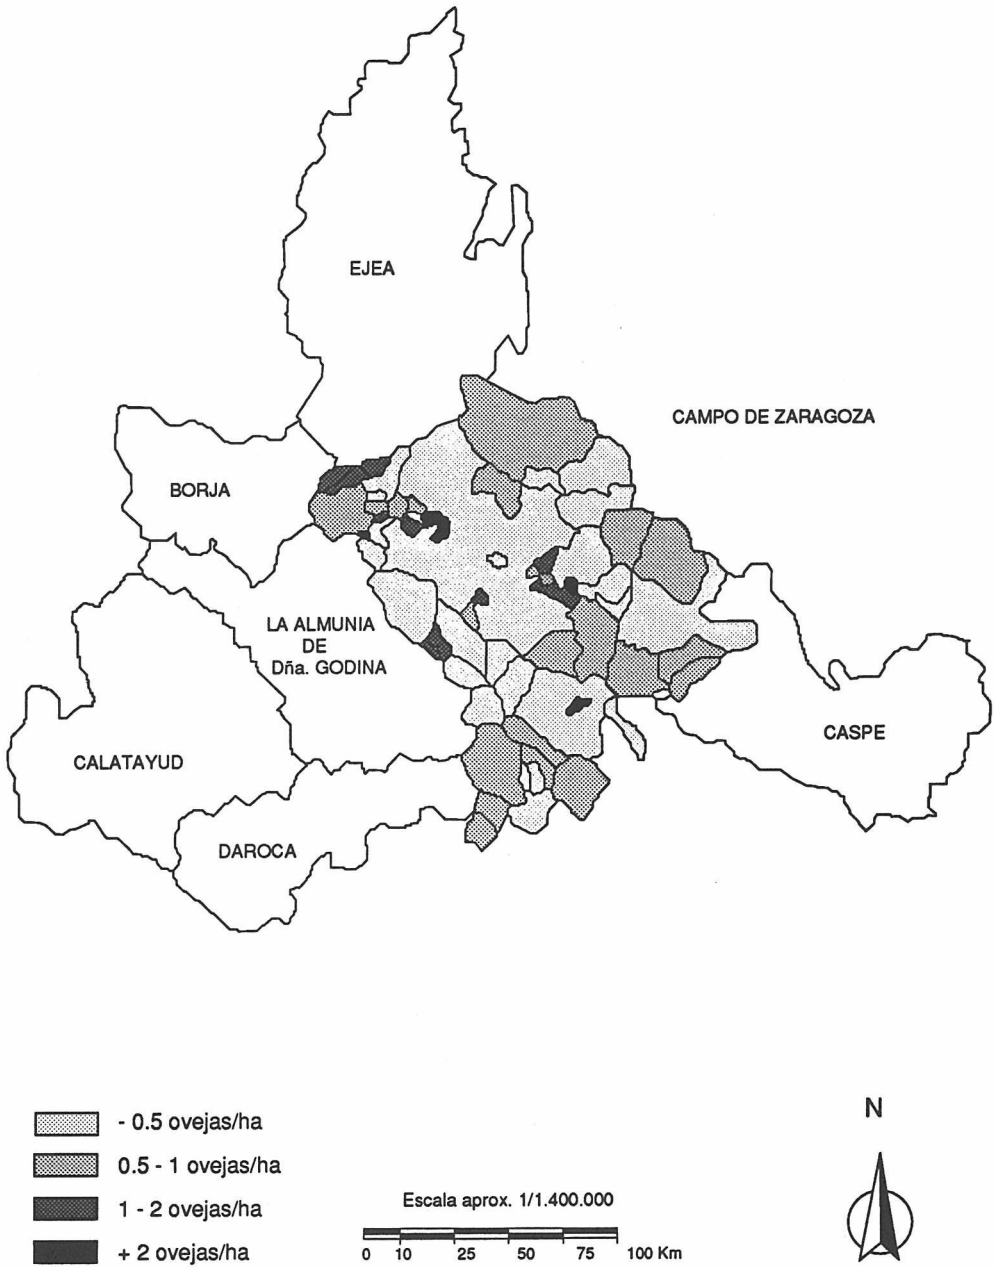 EJEA
CAMPO DE ZARAGOZA
BORJA
LA ALMUNIA
DE
Dña. GODINA
CASPE
CALATAYUD
DAROCA
- 0.5 ovejas/ha
0.5 - 1 ovejas/ha
1 - 2 ovejas/ha
+ 2 ovejas/ha
Escala aprox. 1/1.400.000
0 10 25 50 75 100 Km
N